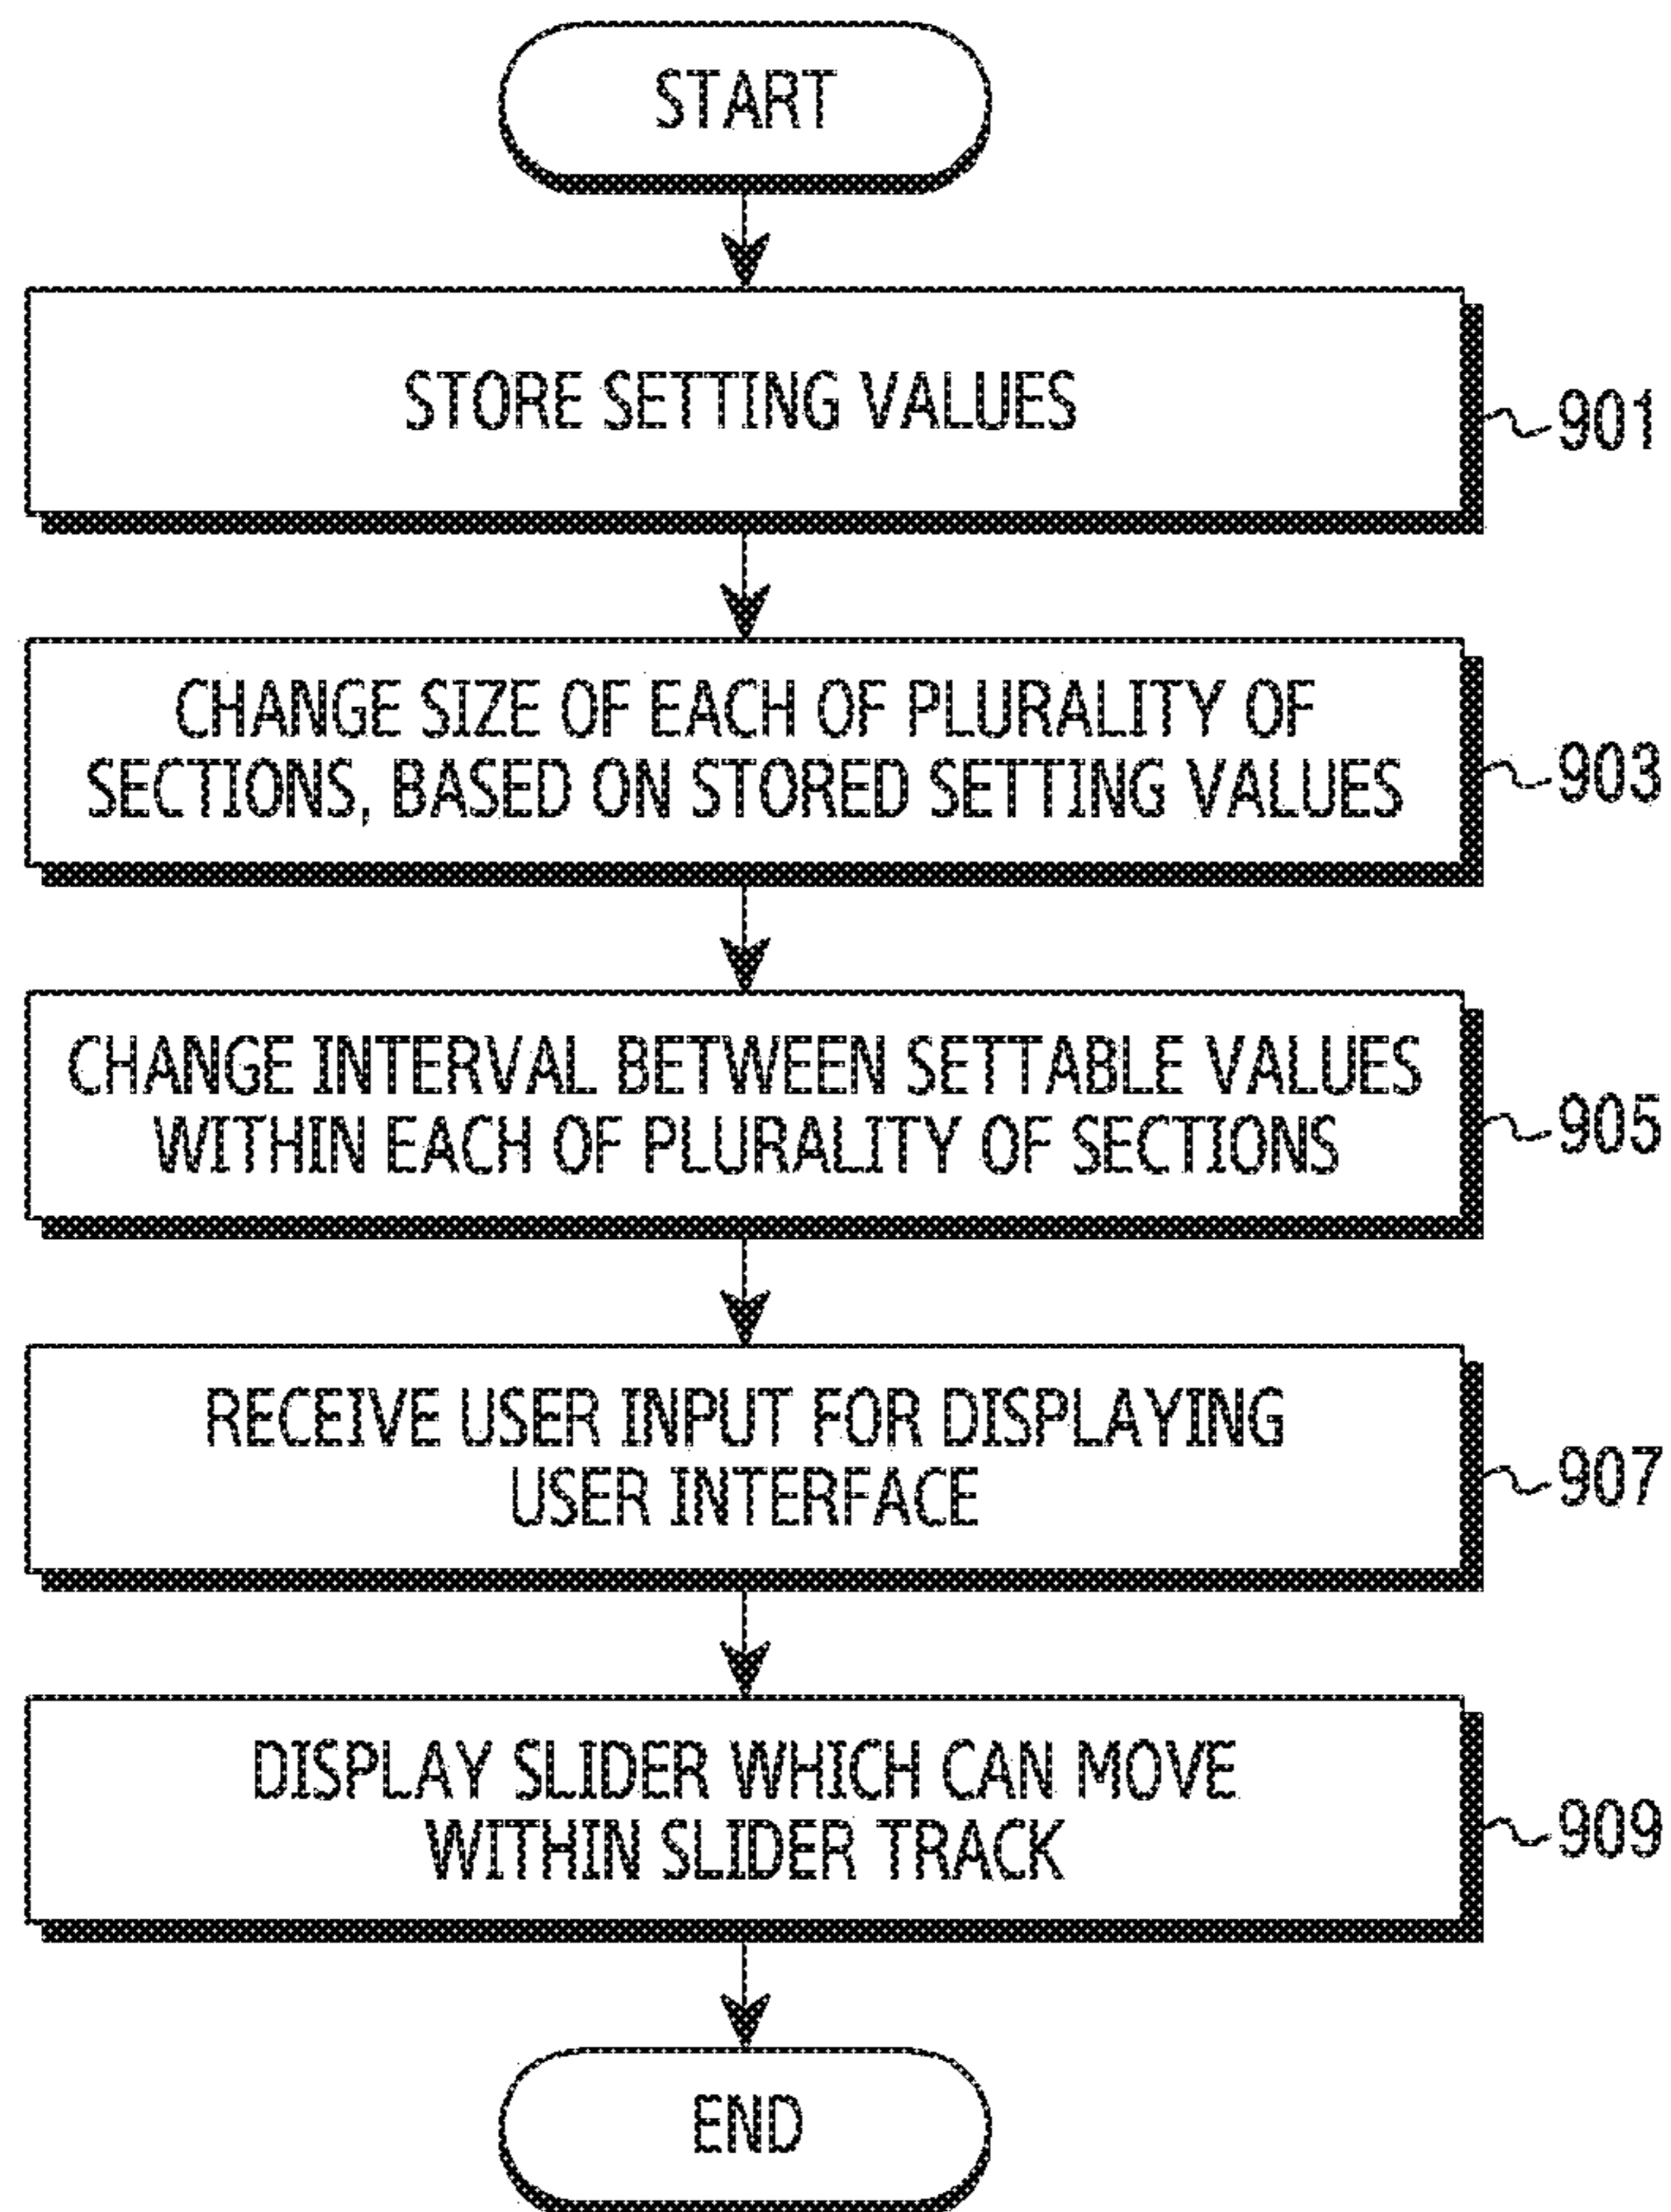 START
STORE SETTING VALUES
901
CHANGE SIZE OF EACH OF PLURALITY OF
SECTIONS, BASED ON STORED SETTING VALUES
903
CHANGE INTERVAL BETWEEN SETTABLE VALUES
WITHIN EACH OF PLURALITY OF SECTIONS
905
RECEIVE USER INPUT FOR DISPLAYING
USER INTERFACE
907
DISPLAY SLIDER WHICH CAN MOVE
WITHIN SLIDER TRACK
909
END